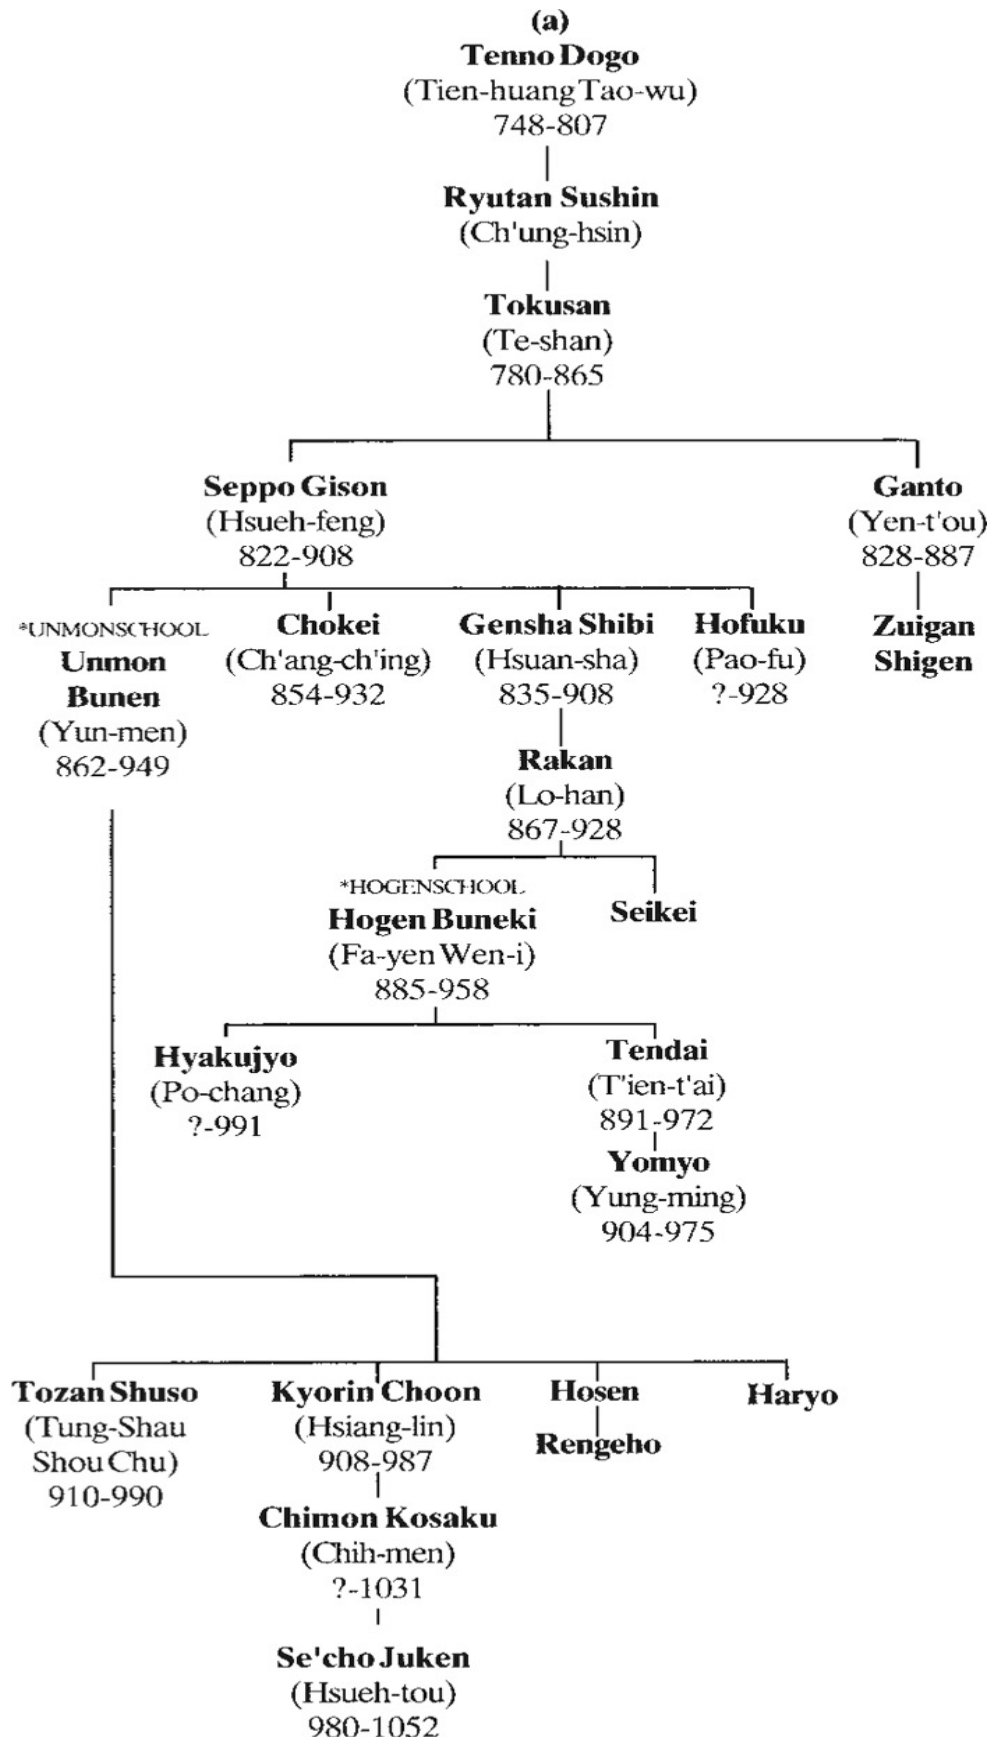 (a)
Tenno Dogo
(Tien-huang Tao-wu)
748-807
Ryutan Sushin
(Ch'ung-hsin)
Tokusan
(Te-shan)
780-865
Seppo Gison
(Hsueh-feng)
822-908
Ganto
(Yen-t'ou)
828-887
*UNMON SCHOOL
Unmon
Bunen
(Yun-men)
862-949
Chokei
(Ch'ang-ch'ing)
854-932
Gensha Shibi
(Hsuan-sha)
835-908
Hofuku
(Pao-fu)
?-928
Zuigan
Shigen
Rakan
(Lo-han)
867-928
*HOGEN SCHOOL
Hogen Buneki
(Fa-yen Wen-i)
885-958
Seikei
Hyakujyo
(Po-chang)
?-991
Tendai
(T'ien-t'ai)
891-972
Yomyo
(Yung-ming)
904-975
Tozan Shuso
(Tung-Shau
Shou Chu)
910-990
Kyorin Choon
(Hsiang-lin)
908-987
Hosen
Rengeho
Haryo
Chimon Kosaku
(Chih-men)
?-1031
Se'cho Juken
(Hsueh-tou)
980-1052